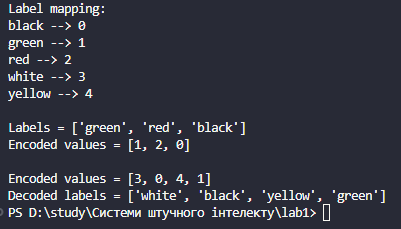 Label mapping:
black --> 0
green --> 1
red --> 2
white --> 3
yellow --> 4
Labels = ['green', 'red', 'black']
Encoded values = [1, 2, 0]
Encoded values = [3, 0, 4, 1]
Decoded labels = ['white', 'black', 'yellow', 'green']
PS D:\study\Системи штучного інтелекту\lab1>